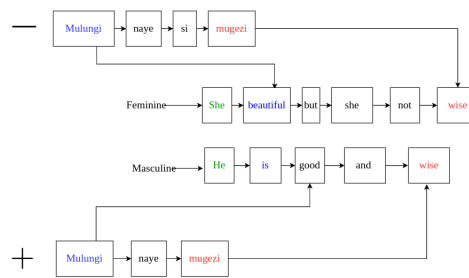 − Mulungi naye si mugezi
Feminine She beautiful but she not wise
Masculine He is good and wise
+ Mulungi naye mugezi